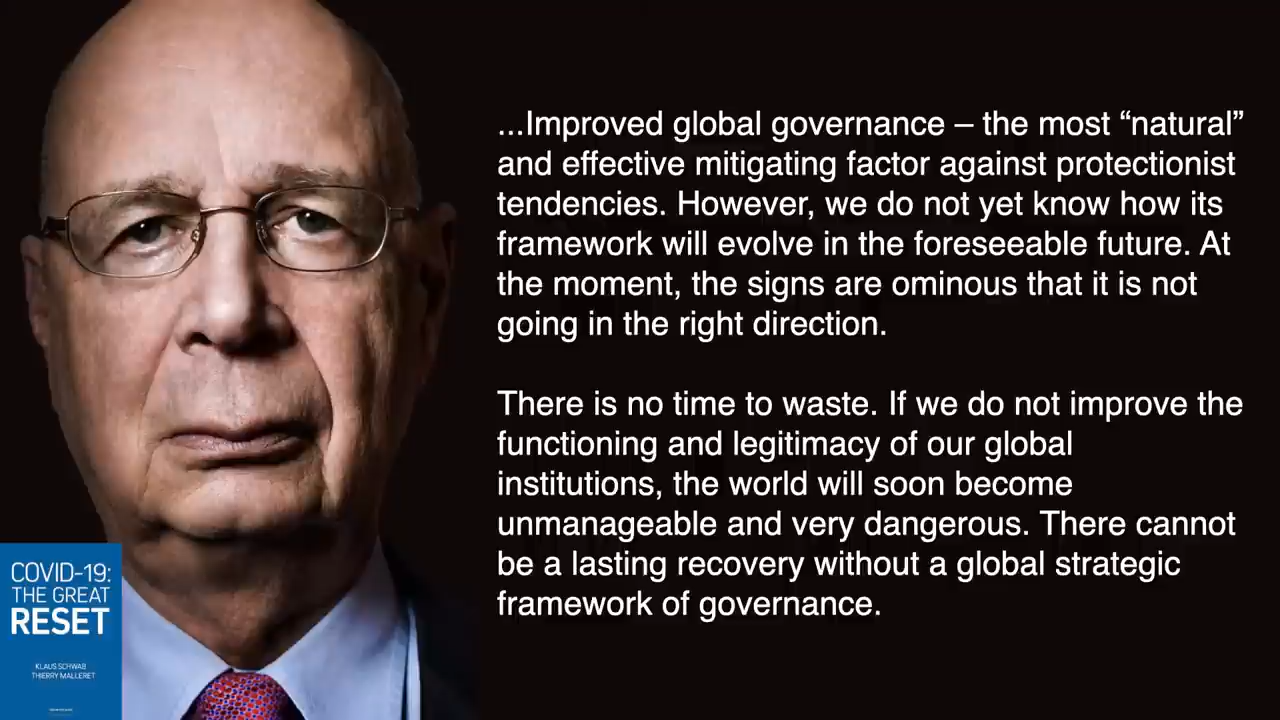 ...Improved global governance – the most “natural”
and effective mitigating factor against protectionist
tendencies. However, we do not yet know how its
framework will evolve in the foreseeable future. At
the moment, the signs are ominous that it is not
going in the right direction.
There is no time to waste. If we do not improve the
functioning and legitimacy of our global
institutions, the world will soon become
unmanageable and very dangerous. There cannot
be a lasting recovery without a global strategic
framework of governance.
COVID-19:
THE GREAT
RESET
KLAUS SCHWAB
THIERRY MALLERET